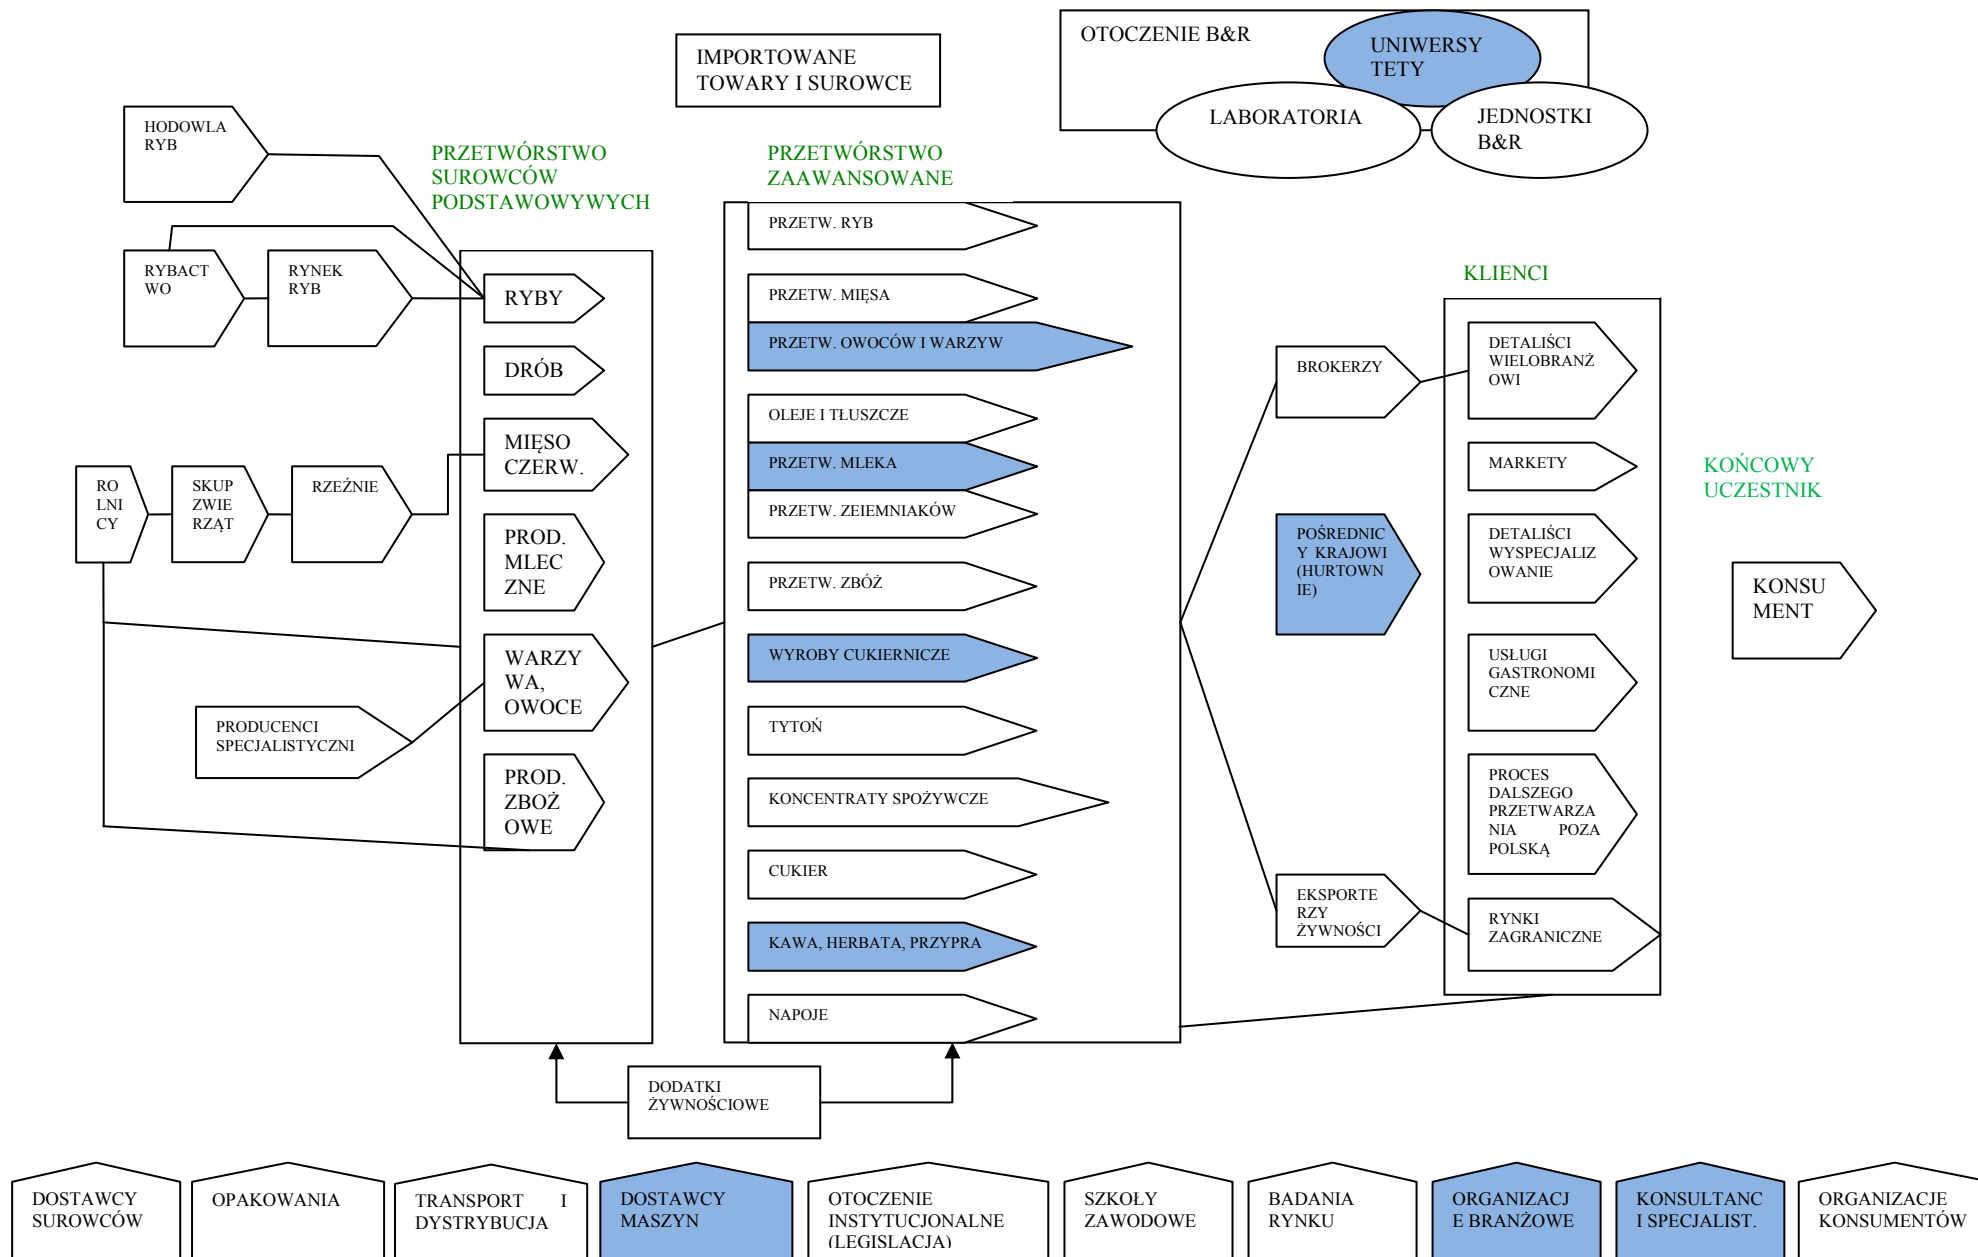 OTOCZENIE B&R
UNIWERSY
TETY
LABORATORIA
JEDNOSTKI
B&R
IMPORTOWANE
TOWARY I SUROWCE
HODOWLA
RYB
RYBACT
WO
RYNEK
RYB
RO
LNI
CY
SKUP
ZWIE
RZĄT
RZEŹNIE
PRODUCENCI
SPECJALISTYCZNI
PRZETWÓRSTWO
SUROWCÓW
PODSTAWOWYWYCH
RYBY
DRÓB
MIĘSO
CZERW.
PROD.
MLEC
ZNE
WARZY
WA,
OWOCE
PROD.
ZBOŻ
OWE
PRZETWÓRSTWO
ZAAWANSOWANE
PRZETW. RYB
PRZETW. MIĘSA
PRZETW. OWOCÓW I WARZYW
OLEJE I TŁUSZCZE
PRZETW. MLEKA
PRZETW. ZEIEMNIAKÓW
PRZETW. ZBÓŻ
WYROBY CUKIERNICZE
TYTOŃ
KONCENTRATY SPOŻYWCZE
CUKIER
KAWA, HERBATA, PRZYPRA
NAPOJE
DODATKI
ŻYWNOŚCIOWE
BROKERZY
POŚREDNIC
Y KRAJOWI
(HURTOWN
IE)
EKSPORTE
RZY
ŻYWNOŚCI
KLIENCI
DETALIŚCI
WIELOBRANŻ
OWI
MARKETY
DETALIŚCI
WYSPECJALIZ
OWANIE
USŁUGI
GASTRONOMI
CZNE
PROCES
DALSZEGO
PRZETWARZA
NIA POZA
POLSKĄ
RYNKI
ZAGRANICZNE
KOŃCOWY
UCZESTNIK
KONSU
MENT
DOSTAWCY
SUROWCÓW
OPAKOWANIA
TRANSPORT I
DYSTRYBUCJA
DOSTAWCY
MASZYN
OTOCZENIE
INSTYTUCJONALNE
(LEGISLACJA)
SZKOŁY
ZAWODOWE
BADANIA
RYNKU
ORGANIZACJ
E BRANŻOWE
KONSULTANC
I SPECJALIST.
ORGANIZACJE
KONSUMENTÓW